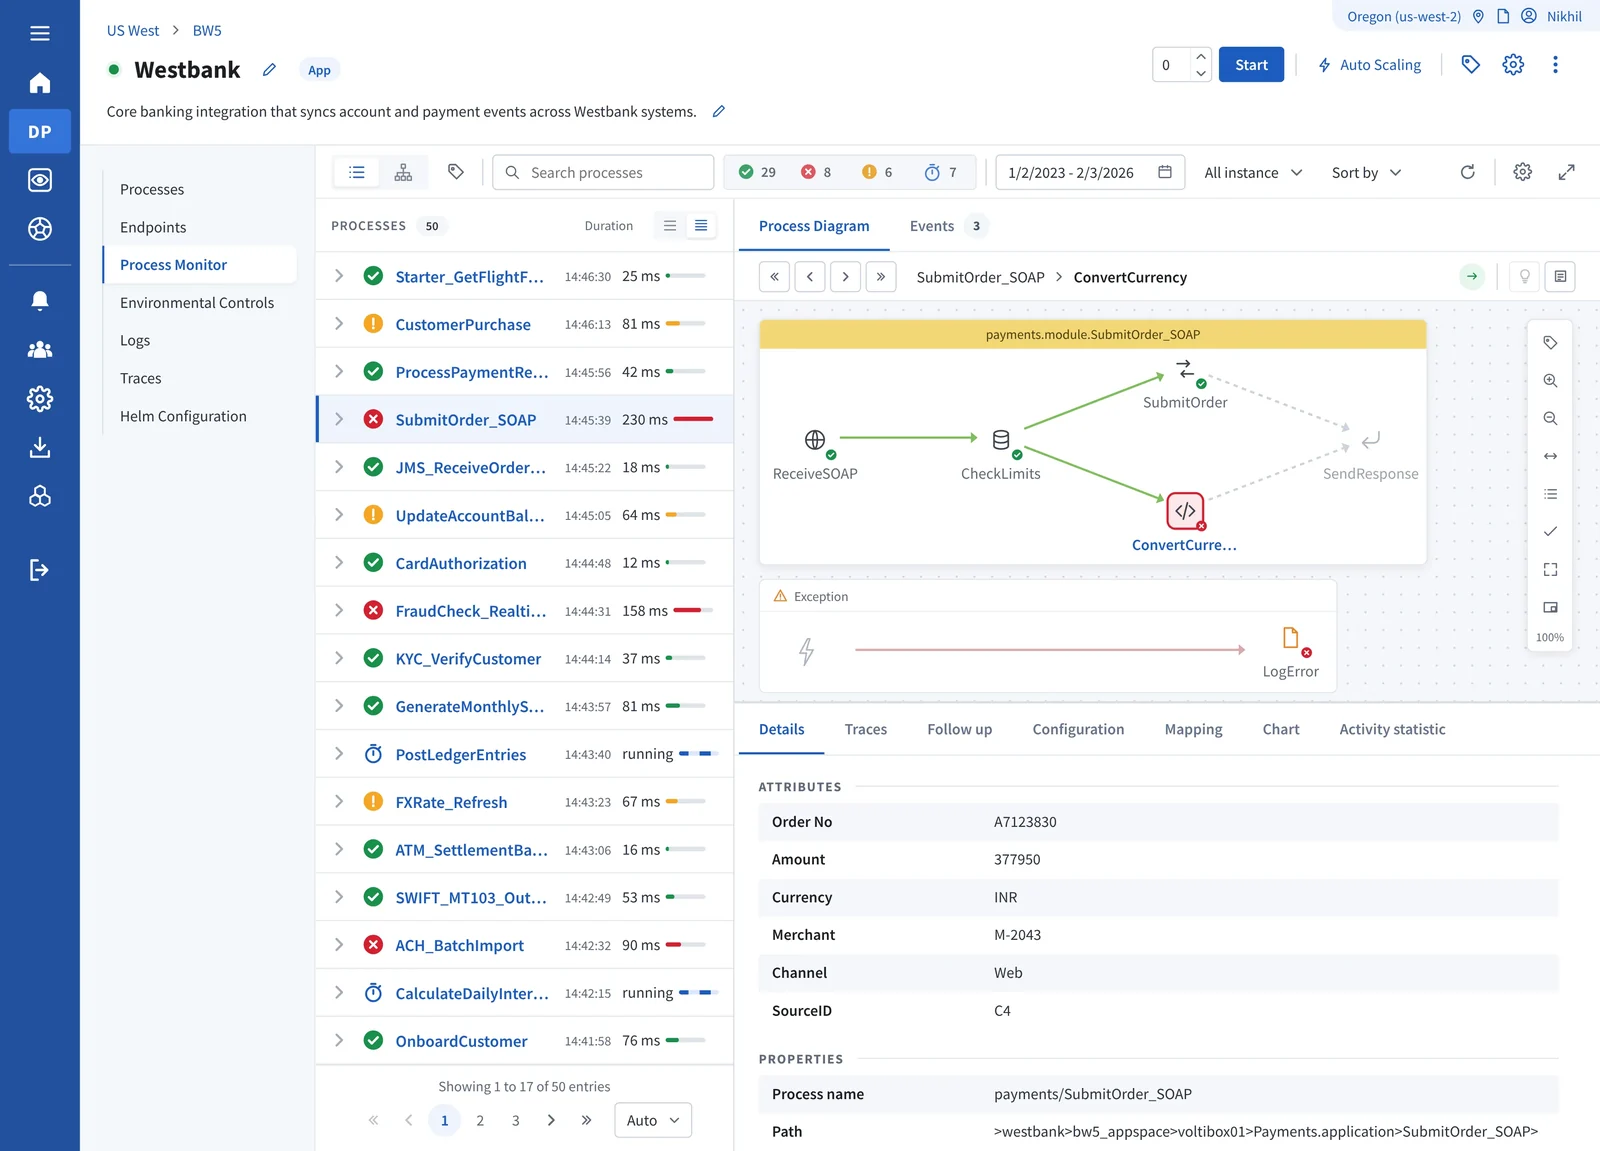 Oregon (us-west-2) Nikhil
US West > BW5
Westbank App
0 Start Auto Scaling
Core banking integration that syncs account and payment events across Westbank systems.
DP
Processes
Endpoints
Process Monitor
Environmental Controls
Logs
Traces
Helm Configuration
Search processes
29 8 6 7
1/2/2023 - 2/3/2026
All instance
Sort by
PROCESSES 50 Duration
Starter_GetFlightF... 14:46:30 25 ms
CustomerPurchase 14:46:13 81 ms
ProcessPaymentRe... 14:45:56 42 ms
SubmitOrder_SOAP 14:45:39 230 ms
JMS_ReceiveOrder... 14:45:22 18 ms
UpdateAccountBal... 14:45:05 64 ms
CardAuthorization 14:44:48 12 ms
FraudCheck_Realti... 14:44:31 158 ms
KYC_VerifyCustomer 14:44:14 37 ms
GenerateMonthlyS... 14:43:57 81 ms
PostLedgerEntries 14:43:40 running
FXRate_Refresh 14:43:23 67 ms
ATM_SettlementBa... 14:43:06 16 ms
SWIFT_MT103_Out... 14:42:49 53 ms
ACH_BatchImport 14:42:32 90 ms
CalculateDailyInter... 14:42:15 running
OnboardCustomer 14:41:58 76 ms
Showing 1 to 17 of 50 entries
« ‹ 1 2 3 › » Auto
Process Diagram Events 3
SubmitOrder_SOAP > ConvertCurrency
payments.module.SubmitOrder_SOAP
SubmitOrder
ReceiveSOAP
CheckLimits
SendResponse
ConvertCurre...
Exception
LogError
100%
Details Traces Follow up Configuration Mapping Chart Activity statistic
ATTRIBUTES
Order No A7123830
Amount 377950
Currency INR
Merchant M-2043
Channel Web
SourceID C4
PROPERTIES
Process name payments/SubmitOrder_SOAP
Path >westbank>bw5_appspace>voltibox01>Payments.application>SubmitOrder_SOAP>